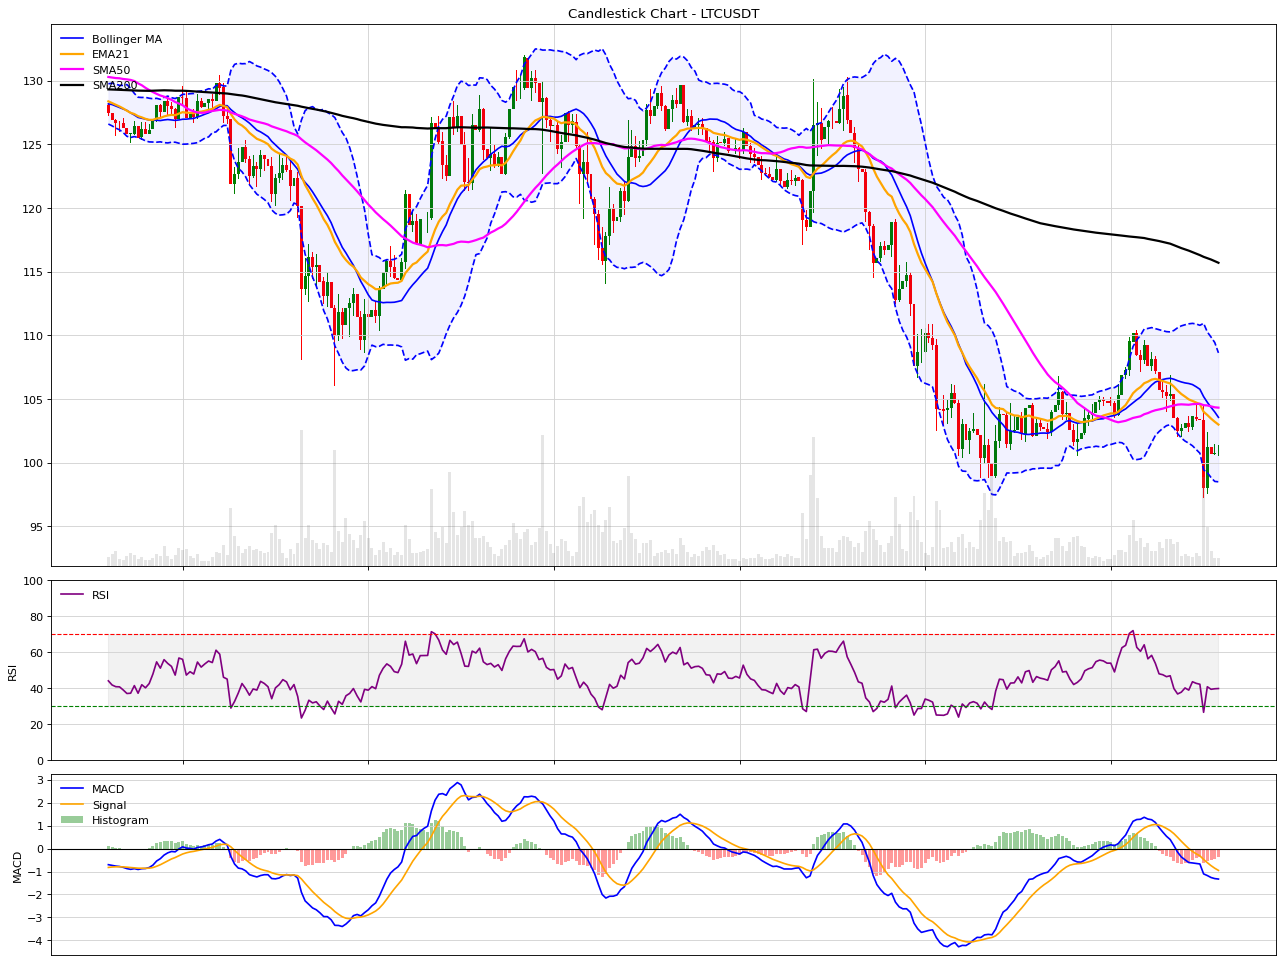 Candlestick Chart - LTCUSDT
Bollinger MA
EMA21
SMA50
SMA200
130
125
120
115
110
105
100
95
100
80
60
40
20
0
RSI
RSI
3
2
1
0
−1
−2
−3
−4
MACD
MACD
Signal
Histogram